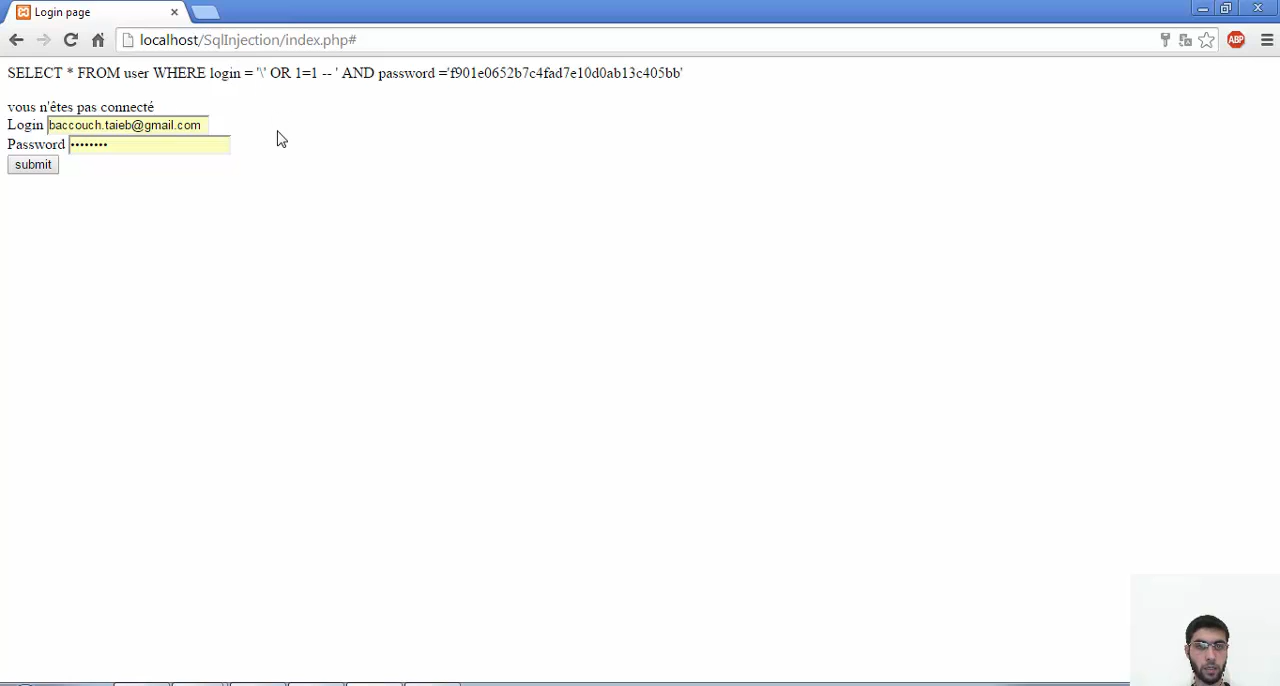 Login page
localhost/SqlInjection/index.php#
ABP
SELECT * FROM user WHERE login = '\' OR 1=1 -- ' AND password ='f901e0652b7c4fad7e10d0ab13c405bb'
vous n'êtes pas connecté
Login baccouch.taieb@gmail.com
Password ••••••••
submit